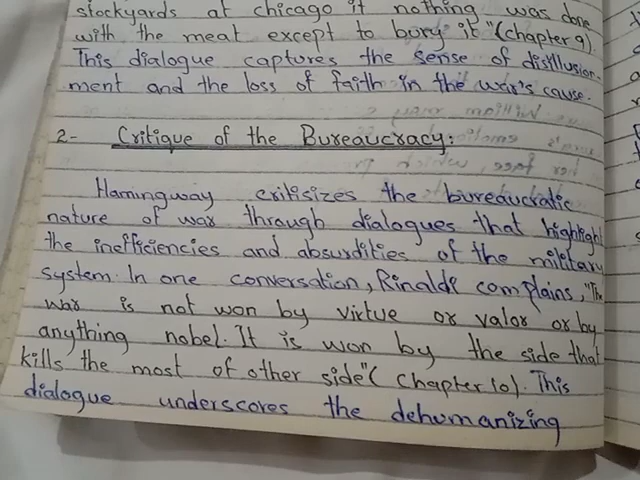 stockyards at chicago if nothing was done
with the meat except to bury it "(chapter 9).
This dialogue captures the sense of disillusion-
ment and the loss of faith in the war's cause.
2- Critique of the Bureaucracy:
Hamingway critisizes the bureaucratic
nature of war through dialogues that highlight
the inefficiencies and absurdities of the military
system. In one conversation, Rinaldi complains, "The
war is not won by virtue or valor or by
anything nobel. It is won by the side that
kills the most of other side" (Chapter 10). This
dialogue underscores the dehumanizing